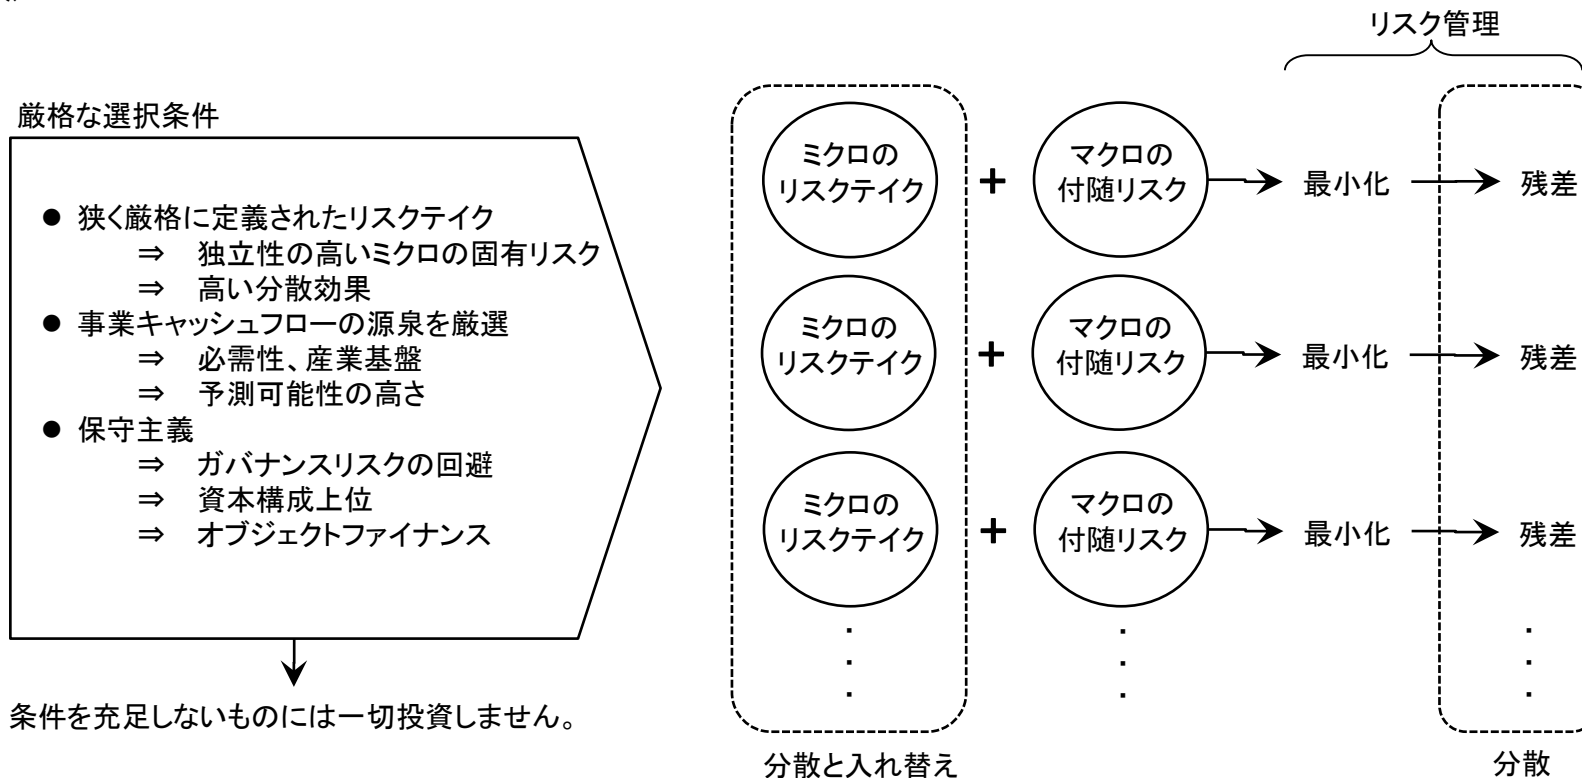 リスク管理
厳格な選択条件
● 狭く厳格に定義されたリスクテイク
⇒ 独立性の高いミクロの固有リスク
⇒ 高い分散効果
● 事業キャッシュフローの源泉を厳選
⇒ 必需性、産業基盤
⇒ 予測可能性の高さ
● 保守主義
⇒ ガバナンスリスクの回避
⇒ 資本構成上位
⇒ オブジェクトファイナンス
条件を充足しないものには一切投資しません。
ミクロの
リスクテイク
+
マクロの
付随リスク
最小化
残差
ミクロの
リスクテイク
+
マクロの
付随リスク
最小化
残差
ミクロの
リスクテイク
+
マクロの
付随リスク
最小化
残差
分散と入れ替え
分散